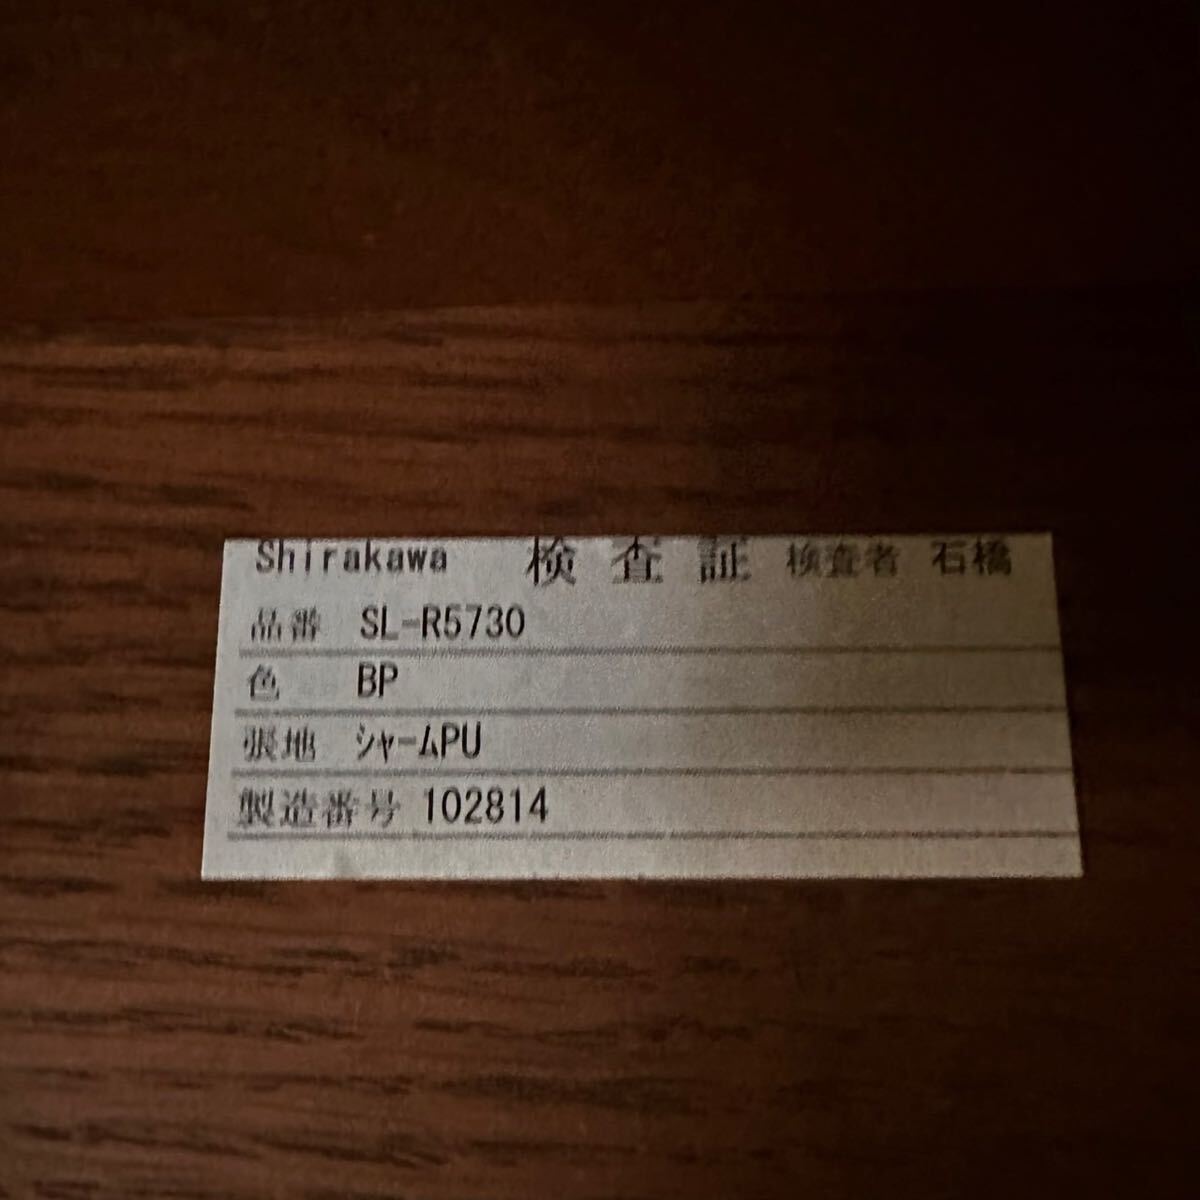 Shirakawa 検査証 検査者 石橋
品番 SL-R5730
色 BP
張地 ｼｬｰﾑPU
製造番号 102814